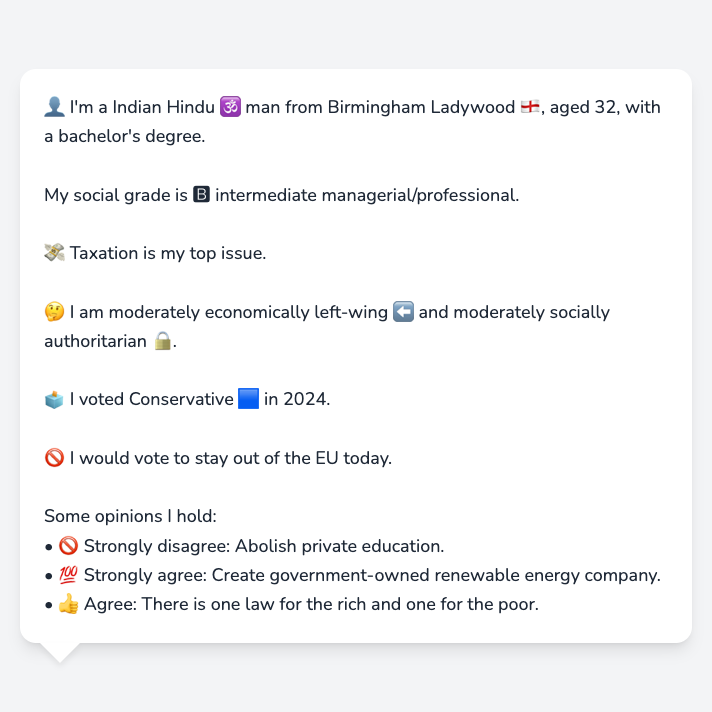 👤 I'm a Indian Hindu 🕉️ man from Birmingham Ladywood 🏴󠁧󠁢󠁥󠁮󠁧󠁿, aged 32, with
a bachelor's degree.
My social grade is 🅱 intermediate managerial/professional.
💸 Taxation is my top issue.
🤔 I am moderately economically left-wing ⬅️ and moderately socially
authoritarian 🔒.
🗳️ I voted Conservative 🟦 in 2024.
🚫 I would vote to stay out of the EU today.
Some opinions I hold:
• 🚫 Strongly disagree: Abolish private education.
• 💯 Strongly agree: Create government-owned renewable energy company.
• 👍 Agree: There is one law for the rich and one for the poor.